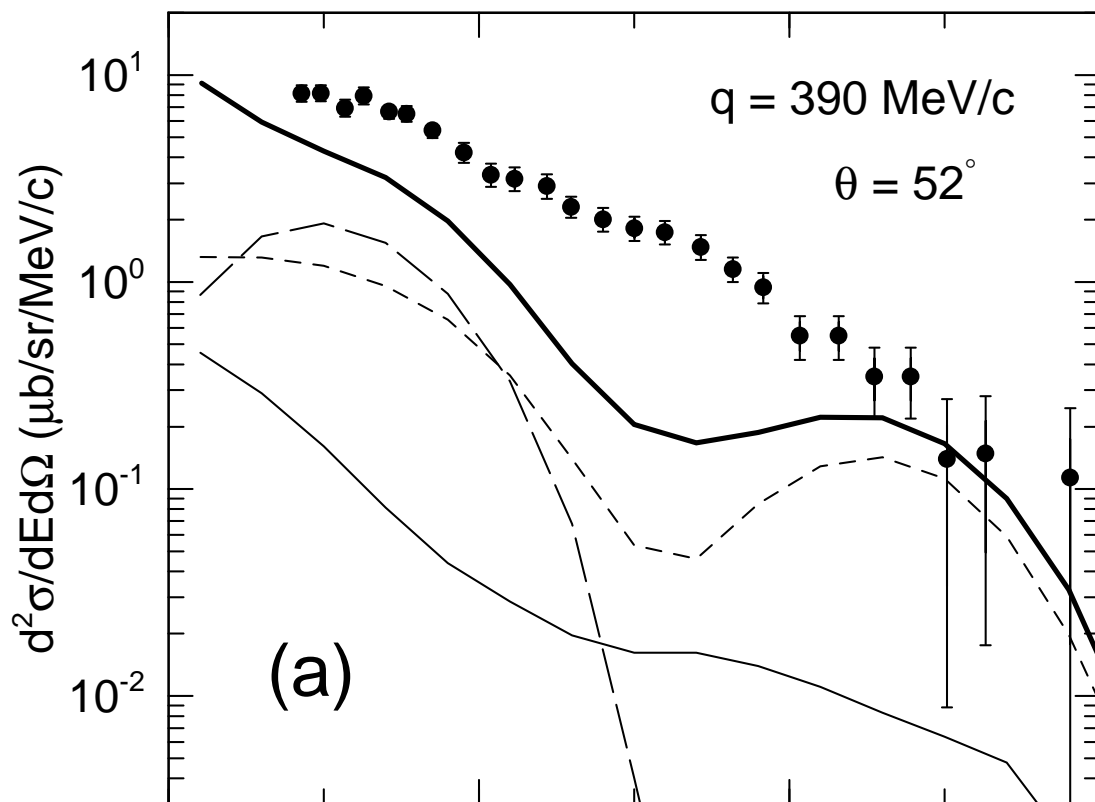 10¹
q = 390 MeV/c
θ = 52°
10⁰
10⁻¹
10⁻²
d²σ/dEdΩ (μb/sr/MeV/c)
(a)